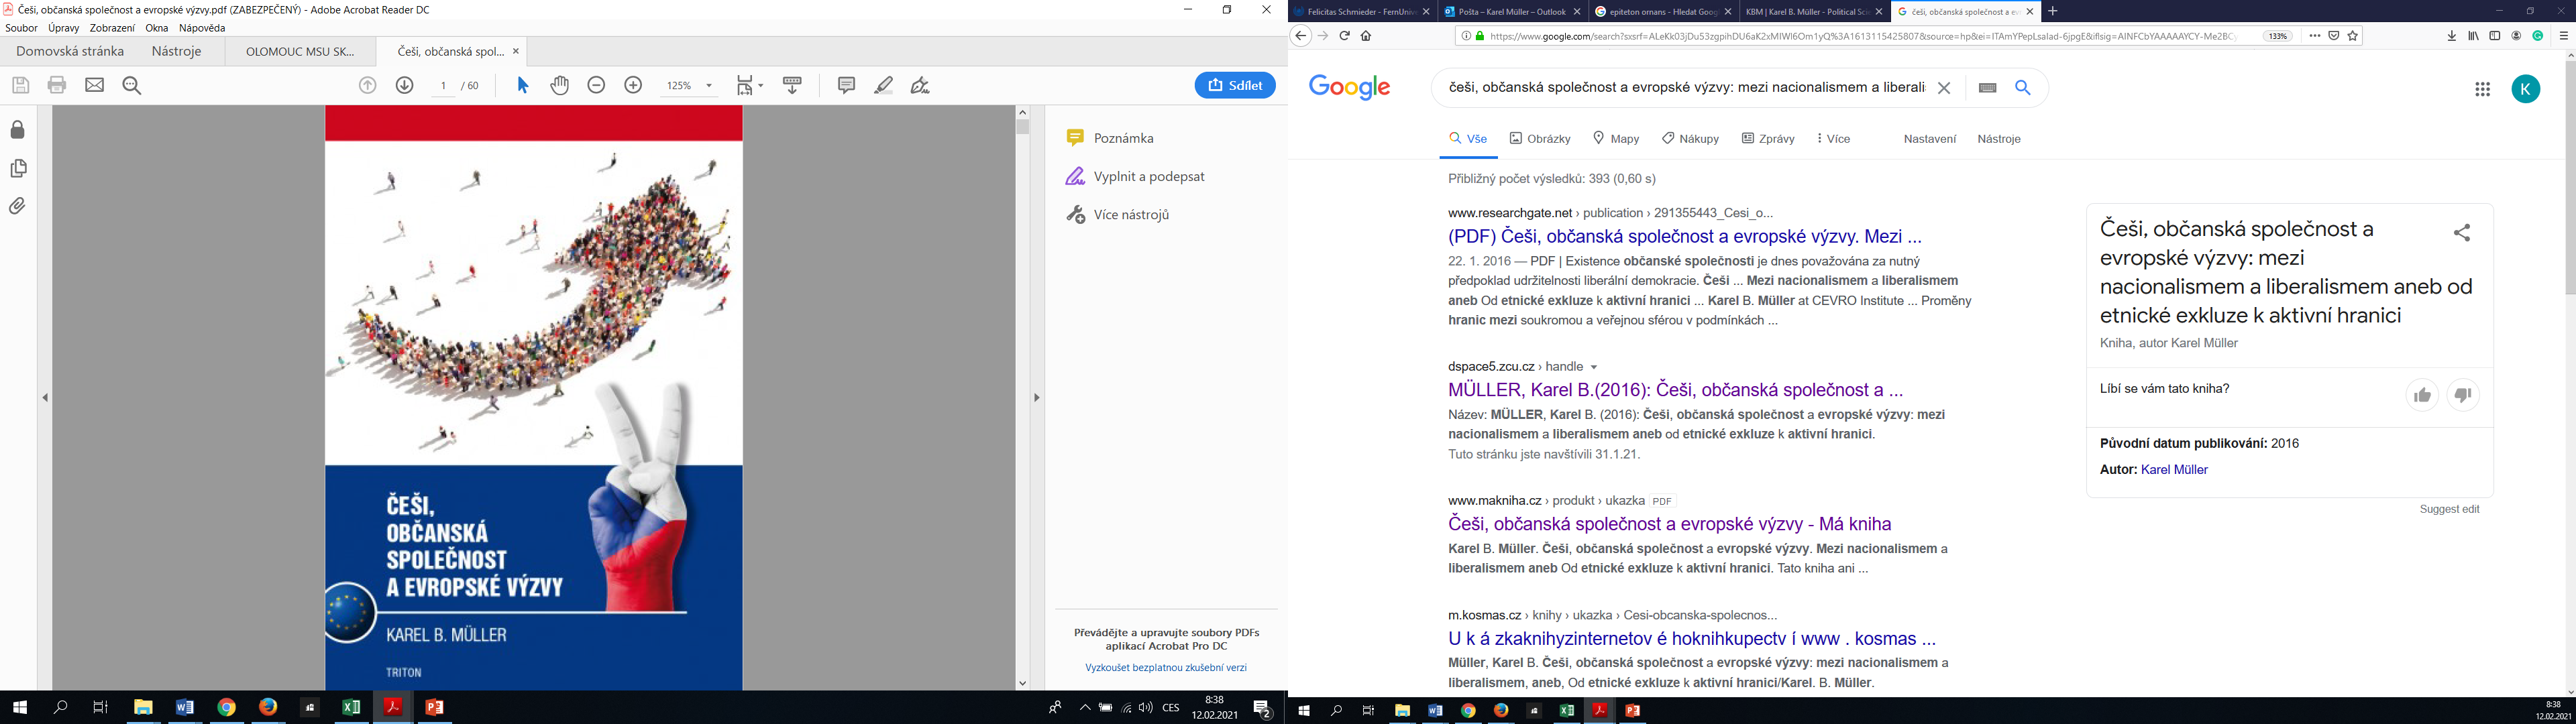 Češi, občanská společnost a evropské výzvy.pdf (ZABEZPEČENÝ) - Adobe Acrobat Reader DC
Soubor Úpravy Zobrazení Okna Nápověda
Domovská stránka Nástroje OLOMOUC MSU SK... Češi, občanská spol... ×
1 / 60 125% Sdílet
Poznámka
Vyplnit a podepsat
Více nástrojů
ČEŠI,
OBČANSKÁ
SPOLEČNOST
A EVROPSKÉ VÝZVY
KAREL B. MÜLLER
TRITON
Převádějte a upravujte soubory PDFs
aplikací Acrobat Pro DC
Vyzkoušet bezplatnou zkušební verzi
CES 8:38
12.02.2021
2
Felicitas Schmieder - FernUnive Pošta – Karel Müller – Outlook epiteton ornans - Hledat Goog KBM | Karel B. Müller - Political Scie češi, občanská společnost a ev
133%
Google
češi, občanská společnost a evropské výzvy: mezi nacionalismem a liberali
K
Vše Obrázky Mapy Nákupy Zprávy Více Nastavení Nástroje
Přibližný počet výsledků: 393 (0,60 s)
www.researchgate.net › publication › 291355443_Cesi_o...
(PDF) Češi, občanská společnost a evropské výzvy. Mezi ...
22. 1. 2016 — PDF | Existence občanské společnosti je dnes považována za nutný
předpoklad udržitelnosti liberální demokracie. Češi ... Mezi nacionalismem a liberalismem
aneb Od etnické exkluze k aktivní hranici ... Karel B. Müller at CEVRO Institute ... Proměny
hranic mezi soukromou a veřejnou sférou v podmínkách ...
dspace5.zcu.cz › handle
MÜLLER, Karel B.(2016): Češi, občanská společnost a ...
Název: MÜLLER, Karel B. (2016): Češi, občanská společnost a evropské výzvy: mezi
nacionalismem a liberalismem aneb od etnické exkluze k aktivní hranici.
Tuto stránku jste navštívili 31.1.21.
www.makniha.cz › produkt › ukazka PDF
Češi, občanská společnost a evropské výzvy - Má kniha
Karel B. Müller. Češi, občanská společnost a evropské výzvy. Mezi nacionalismem a
liberalismem aneb Od etnické exkluze k aktivní hranici. Tato kniha ani ...
m.kosmas.cz › knihy › ukazka › Cesi-obcanska-spolecnos...
U k á zkaknihyzinternetov é hoknihkupectv í www . kosmas ...
Müller, Karel B. Češi, občanská společnost a evropské výzvy: mezi nacionalismem a
liberalismem, aneb, Od etnické exkluze k aktivní hranici/Karel. B. Müller.
Češi, občanská společnost a
evropské výzvy: mezi
nacionalismem a liberalismem aneb od
etnické exkluze k aktivní hranici
Kniha, autor Karel Müller
Líbí se vám tato kniha?
Původní datum publikování: 2016
Autor: Karel Müller
Suggest edit
8:38
12.02.2021